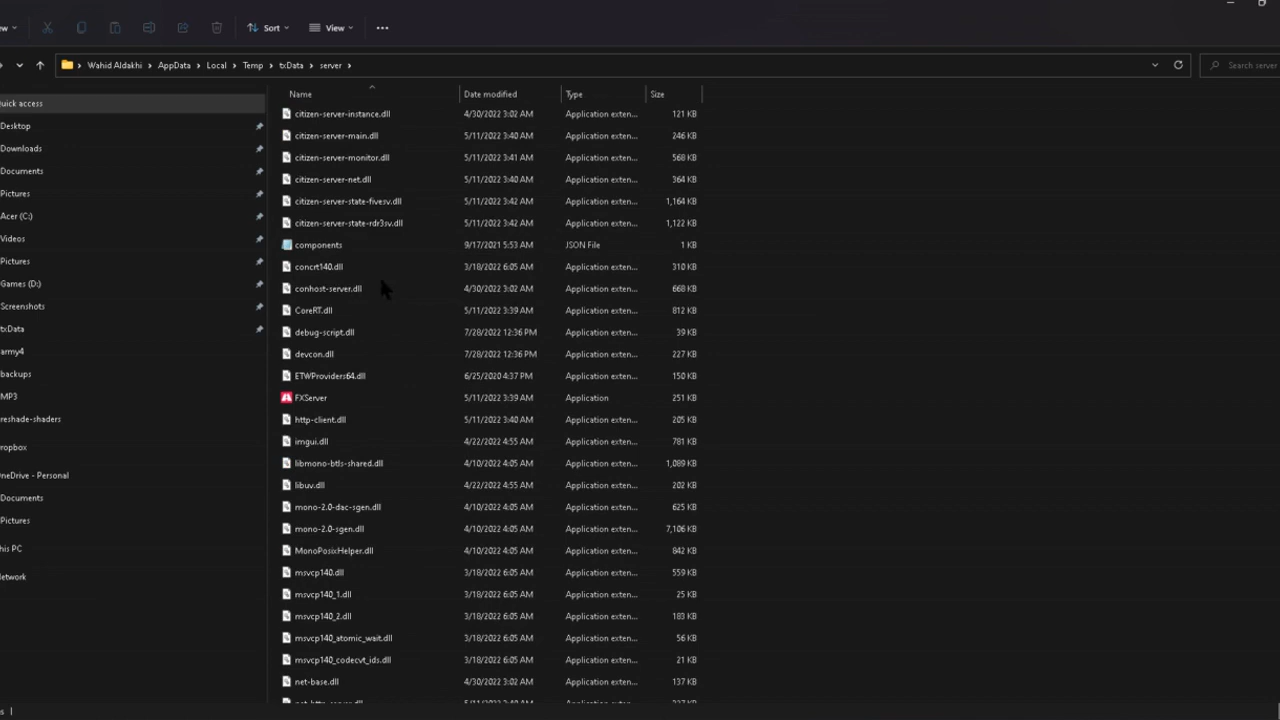 Sort View
Wahid Aldakhi > AppData > Local > Temp > txData > server > Search server
Name Date modified Type Size
Quick access
Desktop
Downloads
Documents
Pictures
Acer (C:)
Videos
Pictures
Games (D:)
Screenshots
txData
army4
backups
MP3
reshade-shaders
ropbox
OneDrive - Personal
Documents
Pictures
his PC
Network
citizen-server-instance.dll 4/30/2022 3:02 AM Application exten... 121 KB
citizen-server-main.dll 5/11/2022 3:40 AM Application exten... 246 KB
citizen-server-monitor.dll 5/11/2022 3:41 AM Application exten... 568 KB
citizen-server-net.dll 5/11/2022 3:40 AM Application exten... 364 KB
citizen-server-state-fivesv.dll 5/11/2022 3:42 AM Application exten... 1,164 KB
citizen-server-state-rdr3sv.dll 5/11/2022 3:42 AM Application exten... 1,122 KB
components 9/17/2021 5:53 AM JSON File 1 KB
concrt140.dll 3/18/2022 6:05 AM Application exten... 310 KB
conhost-server.dll 4/30/2022 3:02 AM Application exten... 668 KB
CoreRT.dll 5/11/2022 3:39 AM Application exten... 812 KB
debug-script.dll 7/28/2022 12:36 PM Application exten... 39 KB
devcon.dll 7/28/2022 12:36 PM Application exten... 227 KB
ETWProviders64.dll 6/25/2020 4:37 PM Application exten... 150 KB
FXServer 5/11/2022 3:39 AM Application 251 KB
http-client.dll 5/11/2022 3:40 AM Application exten... 205 KB
imgui.dll 4/22/2022 4:55 AM Application exten... 781 KB
libmono-btls-shared.dll 4/10/2022 4:05 AM Application exten... 1,089 KB
libuv.dll 4/22/2022 4:55 AM Application exten... 202 KB
mono-2.0-dac-sgen.dll 4/10/2022 4:05 AM Application exten... 625 KB
mono-2.0-sgen.dll 4/10/2022 4:05 AM Application exten... 7,106 KB
MonoPosixHelper.dll 4/10/2022 4:05 AM Application exten... 842 KB
msvcp140.dll 3/18/2022 6:05 AM Application exten... 559 KB
msvcp140_1.dll 3/18/2022 6:05 AM Application exten... 25 KB
msvcp140_2.dll 3/18/2022 6:05 AM Application exten... 183 KB
msvcp140_atomic_wait.dll 3/18/2022 6:05 AM Application exten... 56 KB
msvcp140_codecvt_ids.dll 3/18/2022 6:05 AM Application exten... 21 KB
net-base.dll 4/30/2022 3:02 AM Application exten... 137 KB